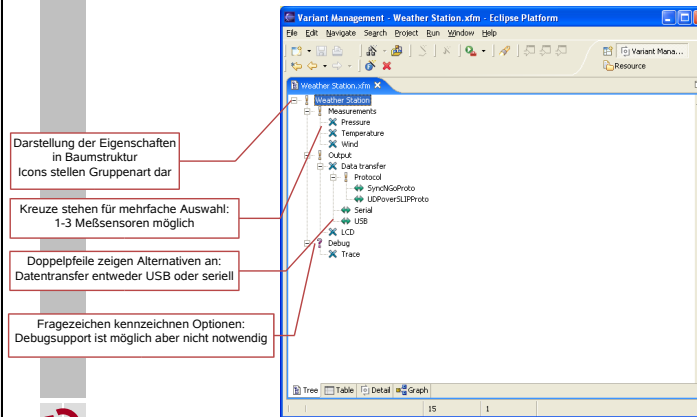 Variant Management - Weather Station.xfm - Eclipse Platform
File Edit Navigate Search Project Run Window Help
Variant Mana...
Resource
Weather Station.xfm
Weather Station
Measurements
Pressure
Temperature
Wind
Output
Data transfer
Protocol
SyncNGoProto
UDPoverSLIPProto
Serial
USB
LCD
Debug
Trace
Darstellung der Eigenschaften
in Baumstruktur
Icons stellen Gruppenart dar
Kreuze stehen für mehrfache Auswahl:
1-3 Meßsensoren möglich
Doppelpfeile zeigen Alternativen an:
Datentransfer entweder USB oder seriell
Fragezeichen kennzeichnen Optionen:
Debugsupport ist möglich aber nicht notwendig
Tree Table Detail Graph
15 1